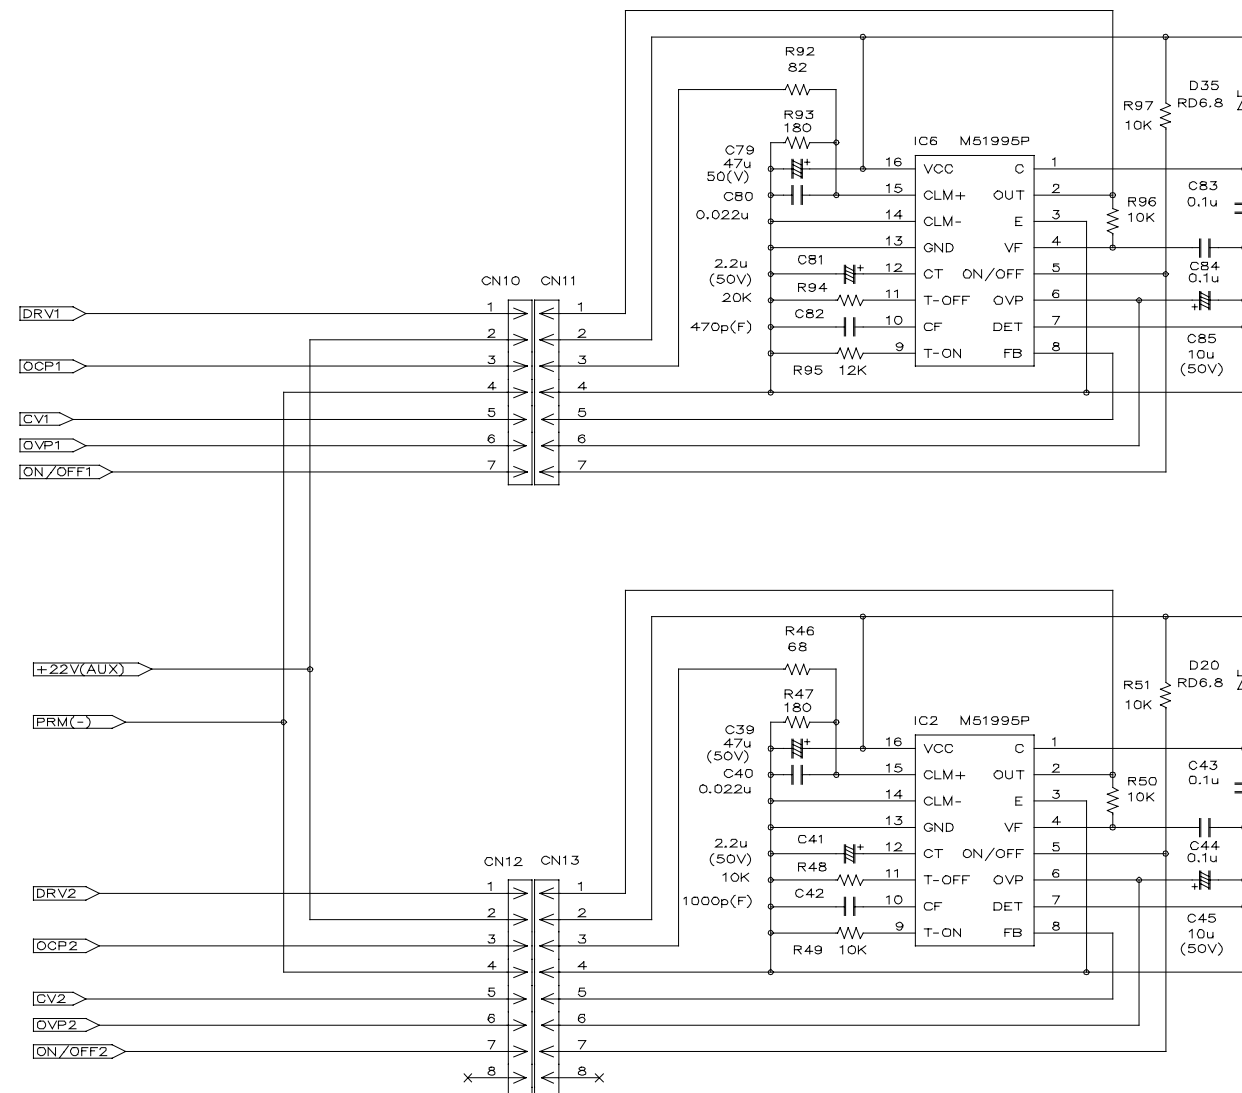 R92
82
D35
RD6.8
R97
10K
R93
180
IC6 M51995P
C79
47u
50(V)
C80
0.022u
16 VCC C 1
15 CLM+ OUT 2
14 CLM- E 3
13 GND VF 4
12 CT ON/OFF 5
11 T-OFF OVP 6
10 CF DET 7
9 T-ON FB 8
C83
0.1u
R96
10K
2.2u
(50V)
20K
C81
R94
C82
470p(F)
R95 12K
C84
0.1u
C85
10u
(50V)
CN10 CN11
DRV1 1 1
2 2
OCP1 3 3
4 4
CV1 5 5
OVP1 6 6
ON/OFF1 7 7
+22V(AUX)
PRM(-)
R46
68
D20
RD6.8
R51
10K
R47
180
IC2 M51995P
C39
47u
(50V)
C40
0.022u
16 VCC C 1
15 CLM+ OUT 2
14 CLM- E 3
13 GND VF 4
12 CT ON/OFF 5
11 T-OFF OVP 6
10 CF DET 7
9 T-ON FB 8
C43
0.1u
R50
10K
2.2u
(50V)
10K
C41
R48
C42
1000p(F)
R49 10K
C44
0.1u
C45
10u
(50V)
CN12 CN13
DRV2 1 1
2 2
OCP2 3 3
4 4
CV2 5 5
OVP2 6 6
ON/OFF2 7 7
8 8